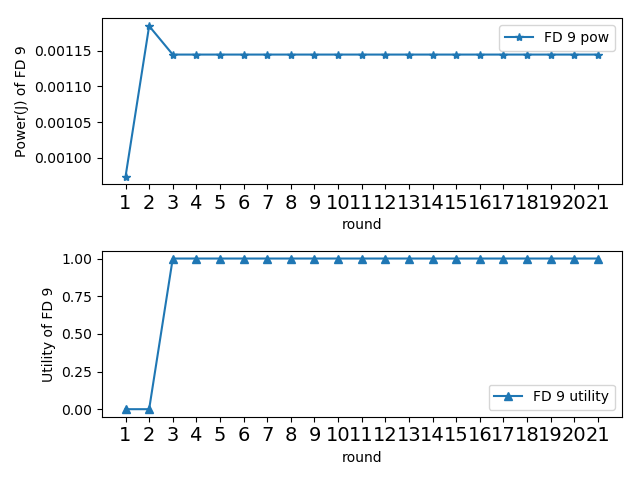 0.00115
0.00110
0.00105
0.00100
Power(J) of FD 9
FD 9 pow
1 2 3 4 5 6 7 8 9 10 11 12 13 14 15 16 17 18 19 20 21
round
1.00
0.75
0.50
0.25
0.00
Utility of FD 9
FD 9 utility
1 2 3 4 5 6 7 8 9 10 11 12 13 14 15 16 17 18 19 20 21
round